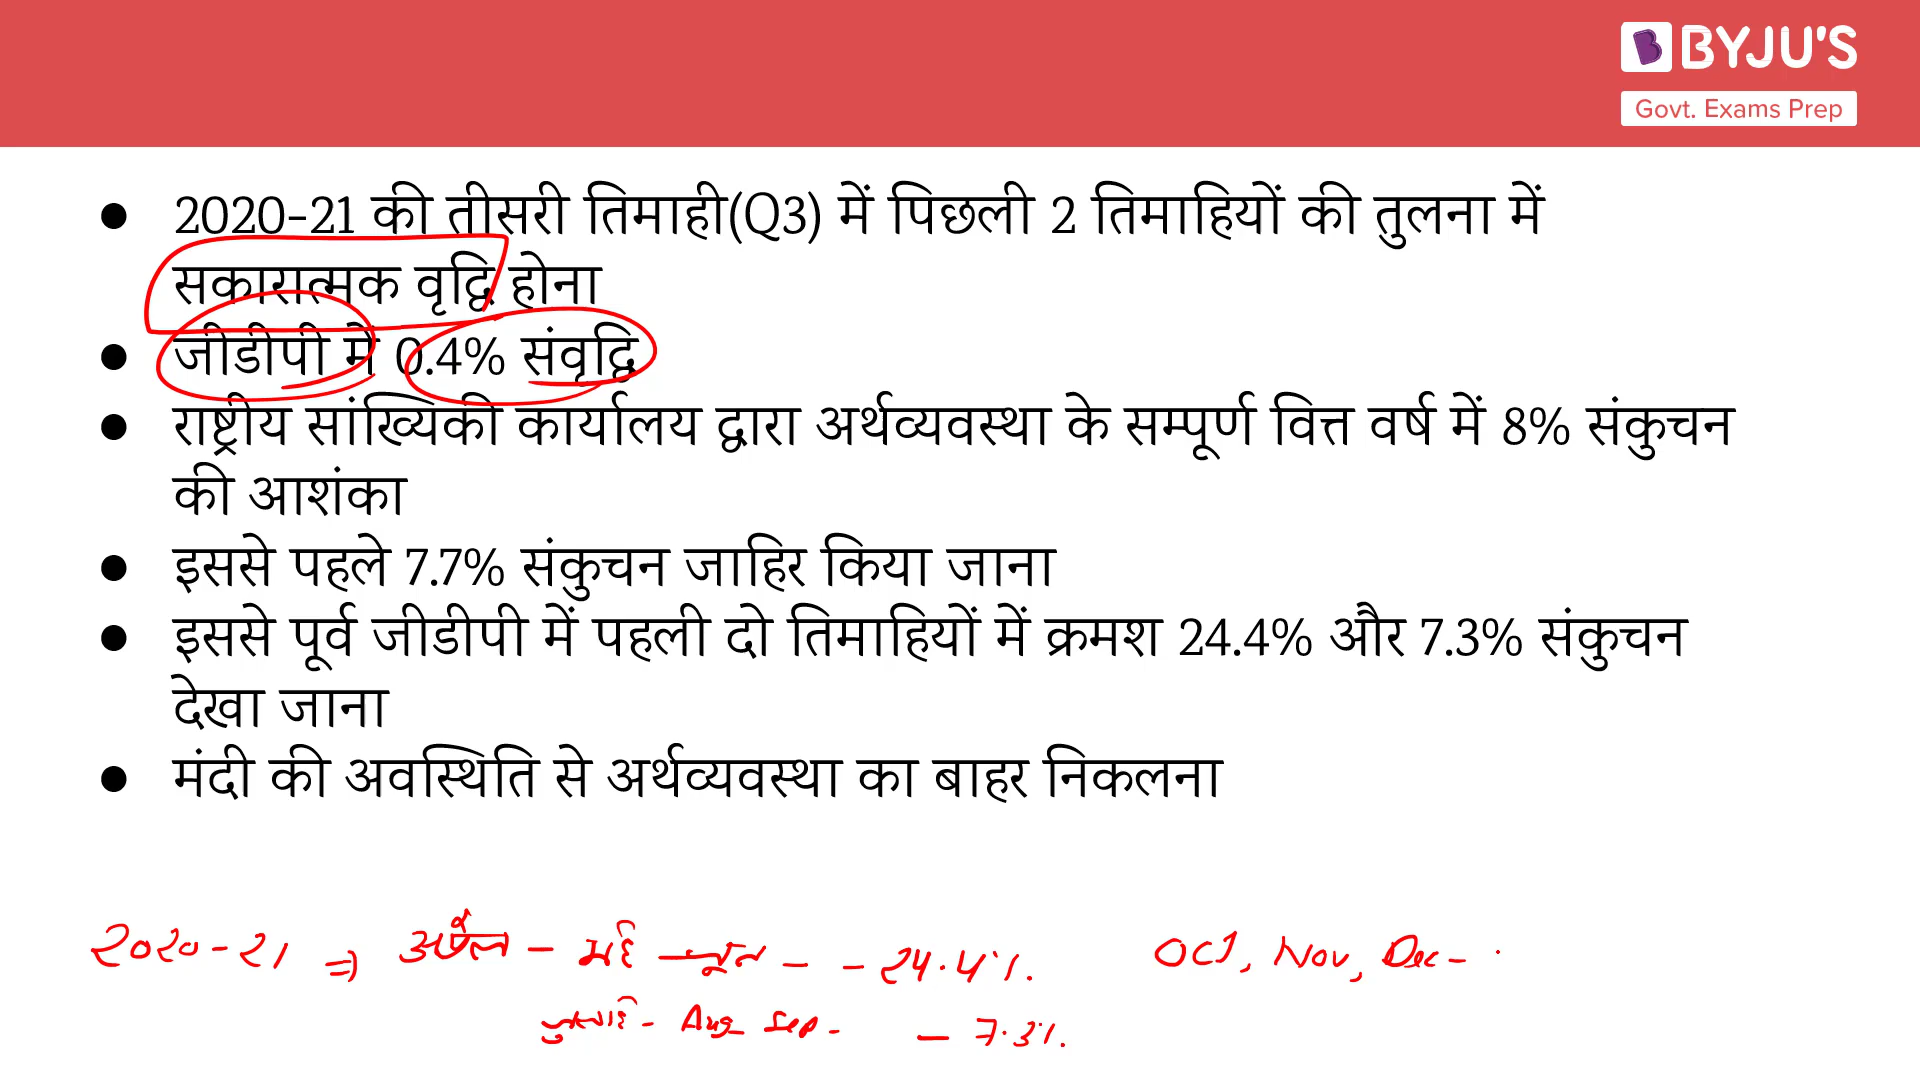 BYJU'S
Govt. Exams Prep
● 2020-21 की तीसरी तिमाही(Q3) में पिछली 2 तिमाहियों की तुलना में
सकारात्मक वृद्धि होना
● जीडीपी में 0.4% संवृद्धि
● राष्ट्रीय सांख्यिकी कार्यालय द्वारा अर्थव्यवस्था के सम्पूर्ण वित्त वर्ष में 8% संकुचन
की आशंका
● इससे पहले 7.7% संकुचन जाहिर किया जाना
● इससे पूर्व जीडीपी में पहली दो तिमाहियों में क्रमश 24.4% और 7.3% संकुचन
देखा जाना
● मंदी की अवस्थिति से अर्थव्यवस्था का बाहर निकलना
2020-21 ⇒ अप्रैल - मई - जून - - 24.4%. OCT, Nov, Dec -
जुलाई - Aug Sep - - 7.3%.